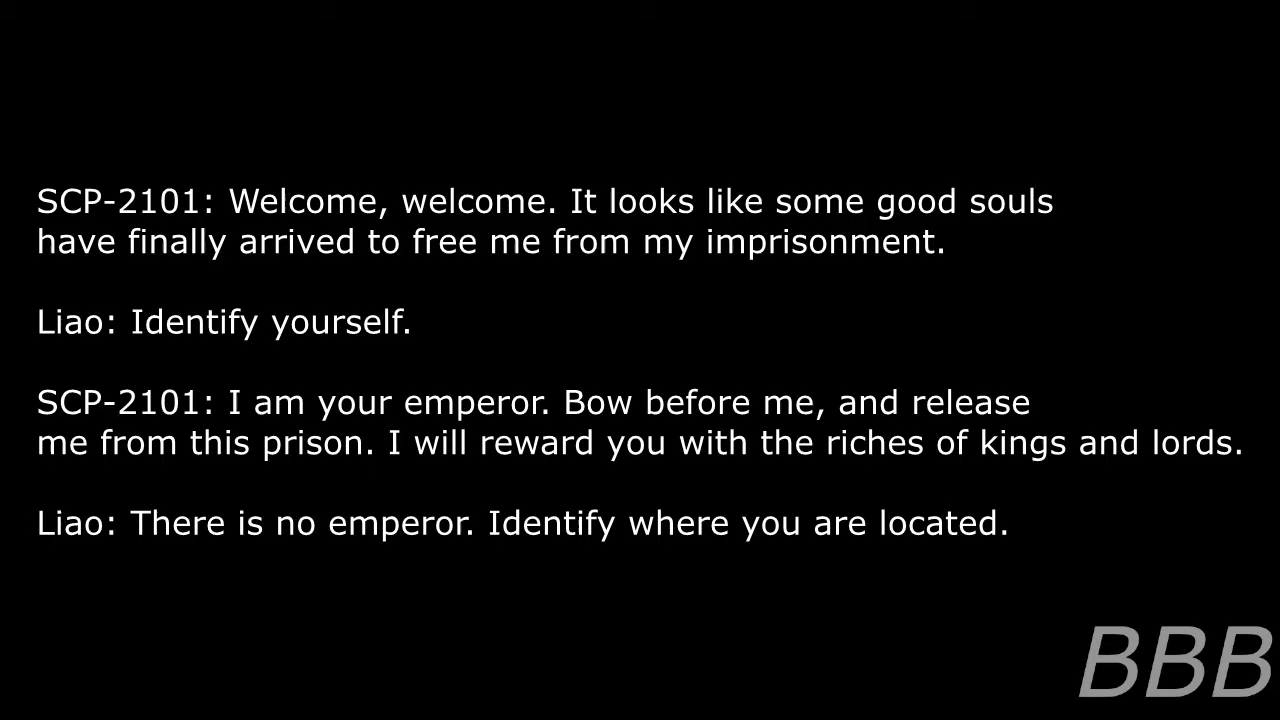 SCP-2101: Welcome, welcome. It looks like some good souls
have finally arrived to free me from my imprisonment.
Liao: Identify yourself.
SCP-2101: I am your emperor. Bow before me, and release
me from this prison. I will reward you with the riches of kings and lords.
Liao: There is no emperor. Identify where you are located.
BBB